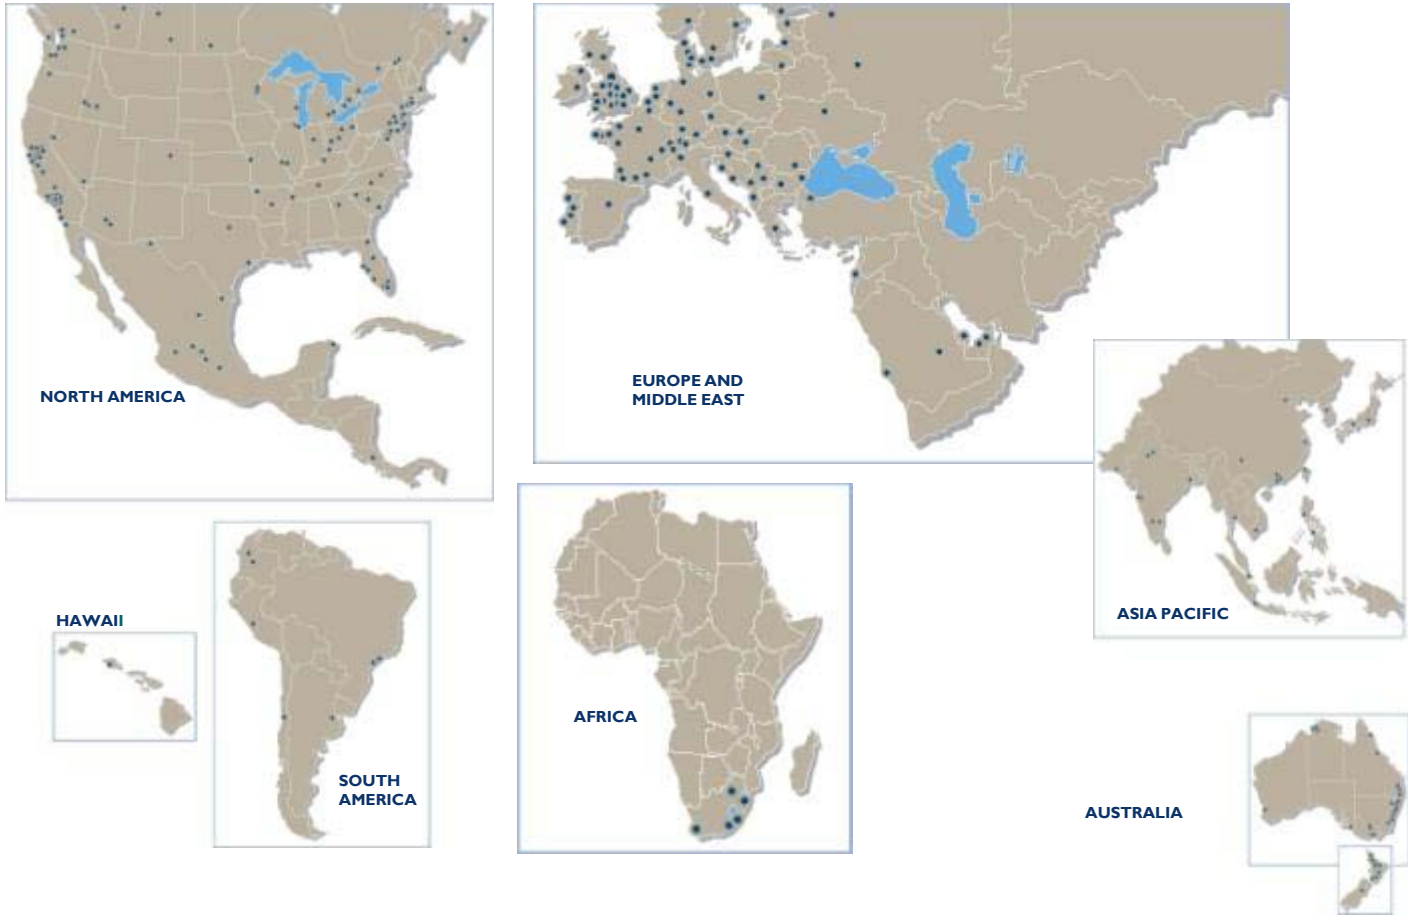 NORTH AMERICA
EUROPE AND
MIDDLE EAST
ASIA PACIFIC
HAWAII
AFRICA
SOUTH
AMERICA
AUSTRALIA